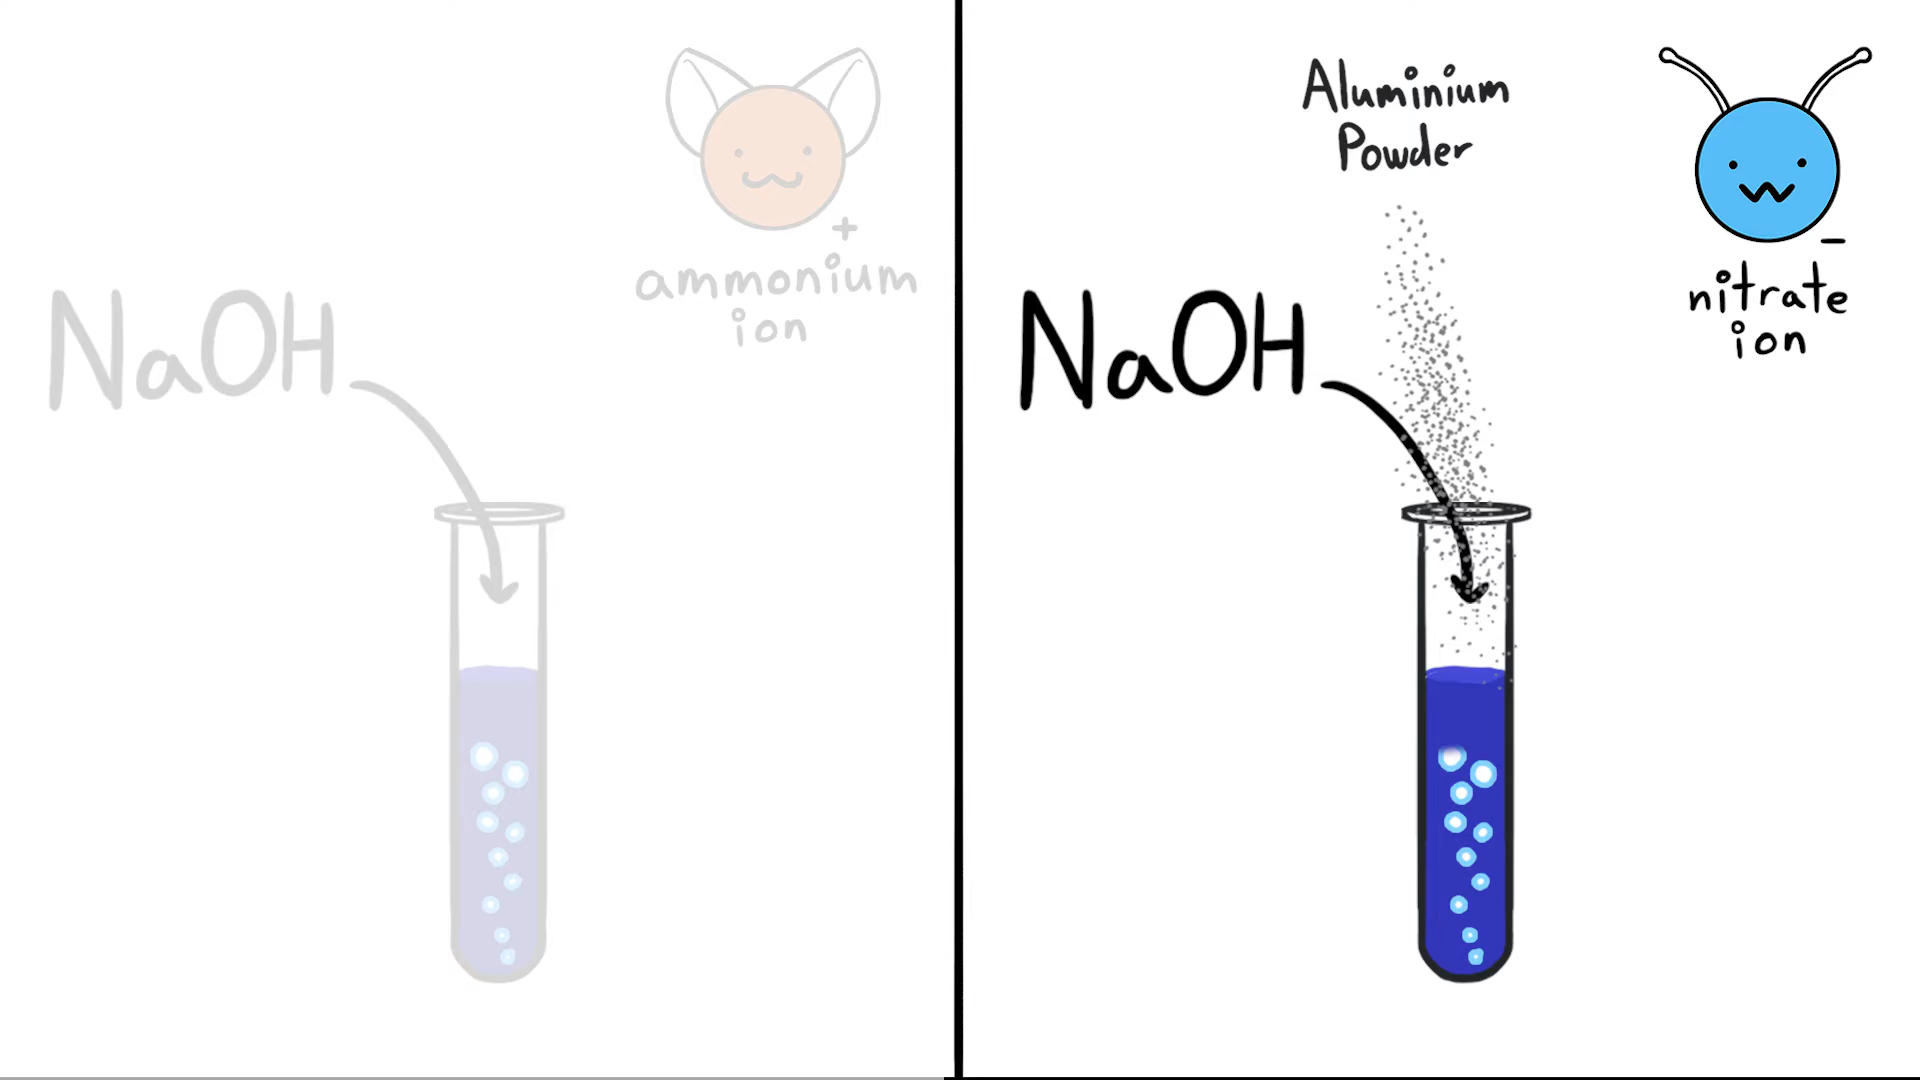 NaOH
+
ammonium
ion
Aluminium
Powder
NaOH
−
nitrate
ion